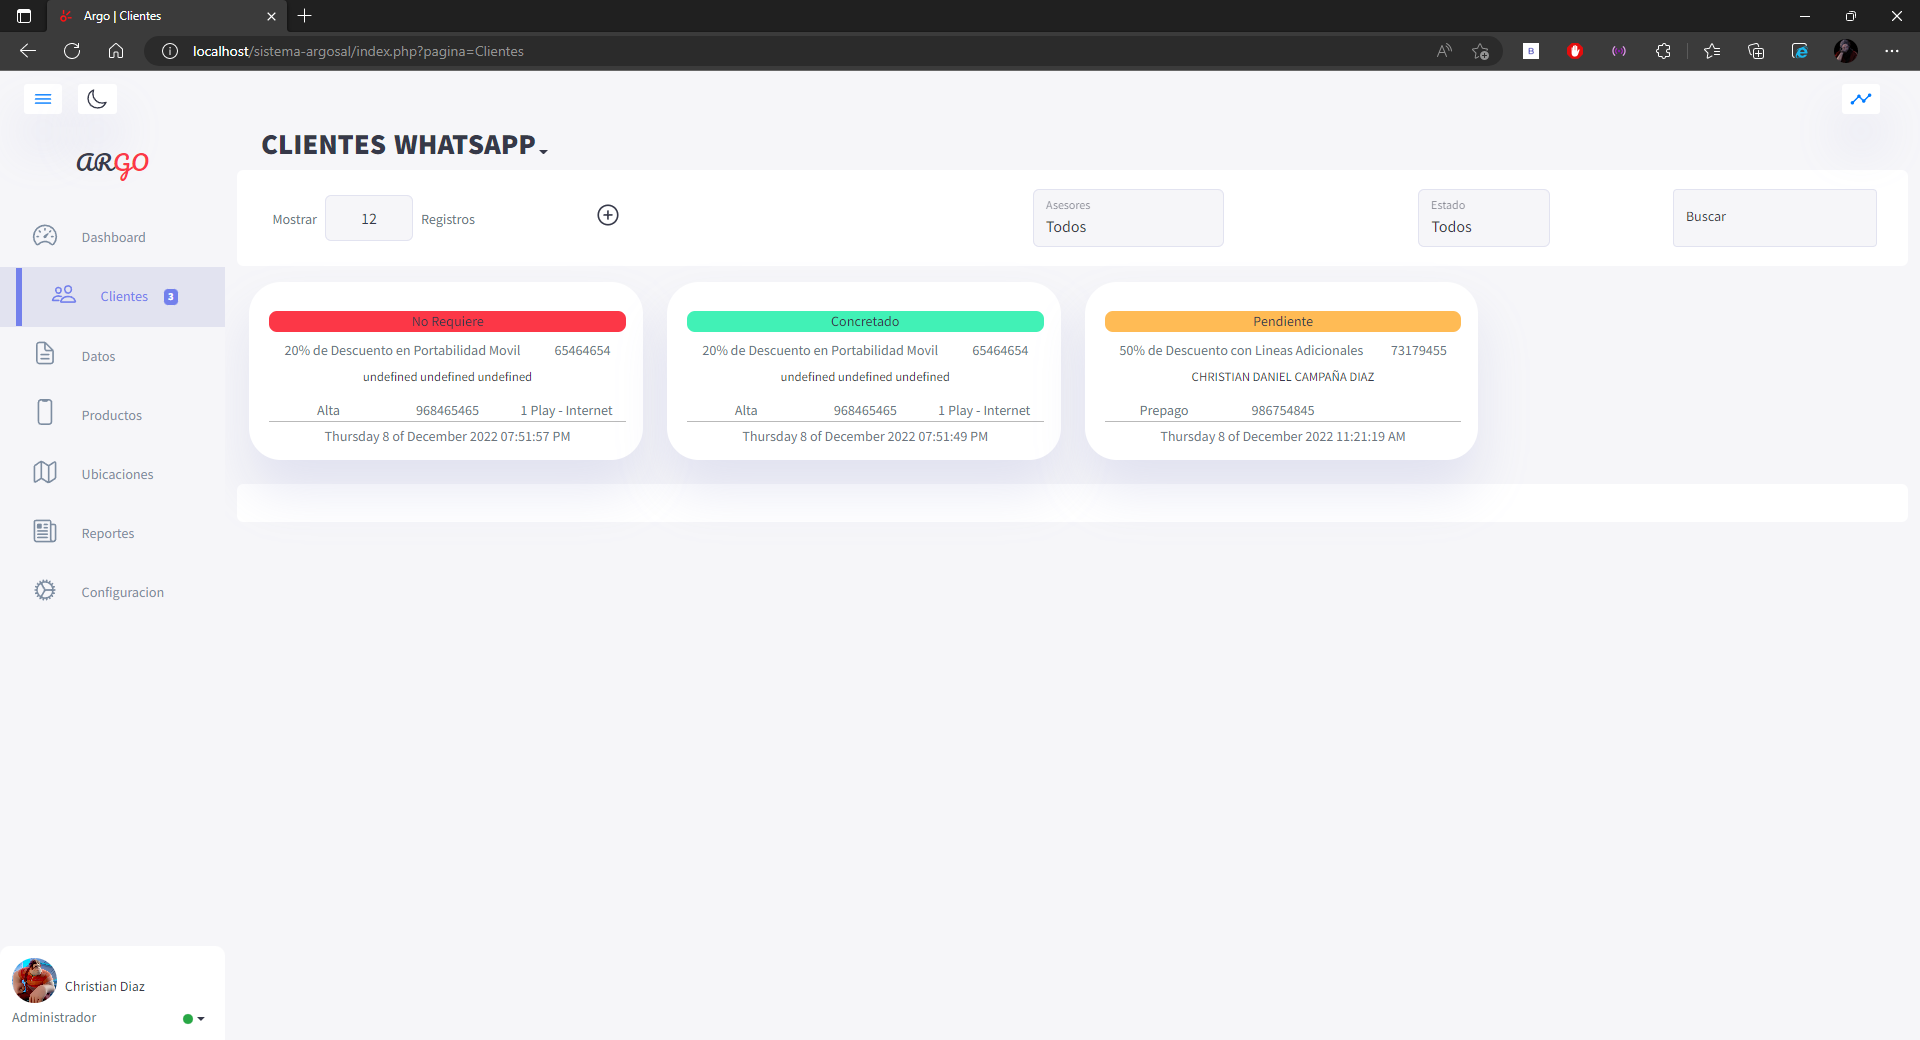 Argo | Clientes
localhost/sistema-argosal/index.php?pagina=Clientes
B
ARGO
Dashboard
Clientes 3
Datos
Productos
Ubicaciones
Reportes
Configuracion
Christian Diaz
Administrador
CLIENTES WHATSAPP
Mostrar 12 Registros
Asesores
Todos
Estado
Todos
Buscar
No Requiere
20% de Descuento en Portabilidad Movil 65464654
undefined undefined undefined
Alta 968465465 1 Play - Internet
Thursday 8 of December 2022 07:51:57 PM
Concretado
20% de Descuento en Portabilidad Movil 65464654
undefined undefined undefined
Alta 968465465 1 Play - Internet
Thursday 8 of December 2022 07:51:49 PM
Pendiente
50% de Descuento con Lineas Adicionales 73179455
CHRISTIAN DANIEL CAMPAÑA DIAZ
Prepago 986754845
Thursday 8 of December 2022 11:21:19 AM